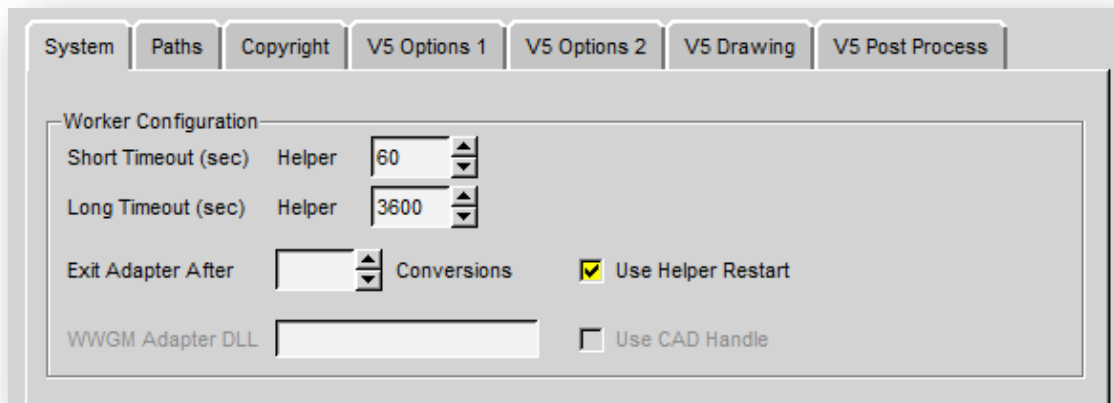 System Paths Copyright V5 Options 1 V5 Options 2 V5 Drawing V5 Post Process
Worker Configuration
Short Timeout (sec) Helper 60
Long Timeout (sec) Helper 3600
Exit Adapter After Conversions Use Helper Restart
WWGM Adapter DLL Use CAD Handle